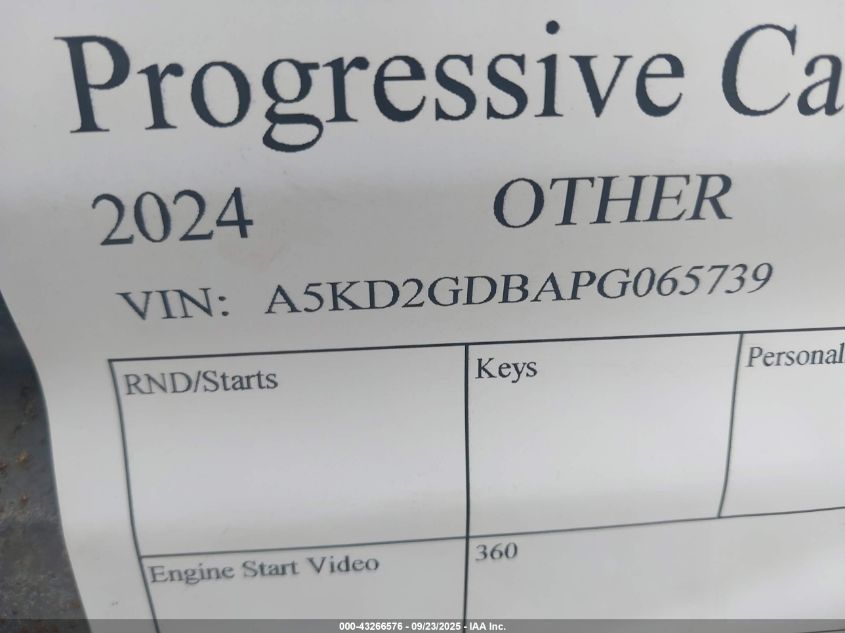 Progressive Ca
2024 OTHER
VIN: A5KD2GDBAPG065739
RND/Starts Keys Personal
Engine Start Video 360
000-43266576 - 09/23/2025 - IAA Inc.